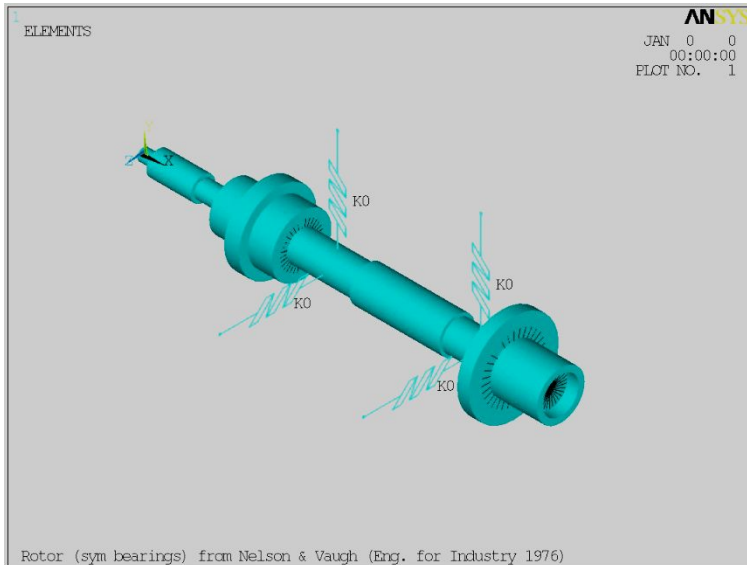 1
ELEMENTS
ANSYS
JAN 0 0
00:00:00
PLOT NO. 1
Y
Z X
K0
K0
K0
K0
Rotor (sym bearings) from Nelson & Vaugh (Eng. for Industry 1976)